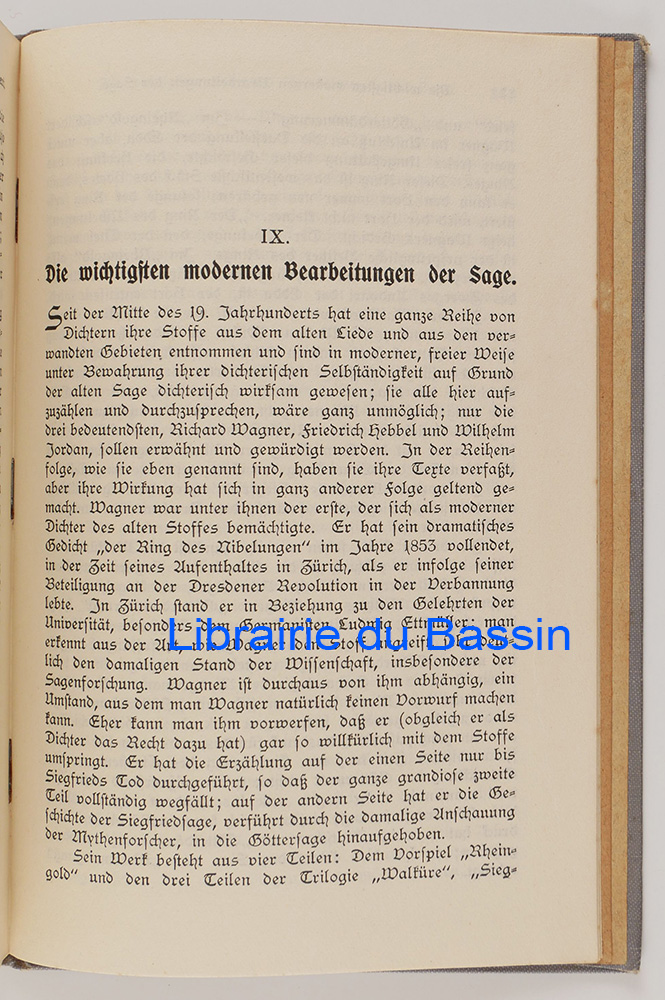 IX.
Die wichtigsten modernen Bearbeitungen der Sage.
Seit der Mitte des 19. Jahrhunderts hat eine ganze Reihe von
Dichtern ihre Stoffe aus dem alten Liede und aus den ver-
wandten Gebieten entnommen und sind in moderner, freier Weise
unter Bewahrung ihrer dichterischen Selbständigkeit auf Grund
der alten Sage dichterisch wirksam gewesen; sie alle hier auf-
zuzählen und durchzusprechen, wäre ganz unmöglich; nur die
drei bedeutendsten, Richard Wagner, Friedrich Hebbel und Wilhelm
Jordan, sollen erwähnt und gewürdigt werden. In der Reihen-
folge, wie sie eben genannt sind, haben sie ihre Texte verfaßt,
aber ihre Wirkung hat sich in ganz anderer Folge geltend ge-
macht. Wagner war unter ihnen der erste, der sich als moderner
Dichter des alten Stoffes bemächtigte. Er hat sein dramatisches
Gedicht „der Ring des Nibelungen“ im Jahre 1853 vollendet,
in der Zeit seines Aufenthaltes in Zürich, als er infolge seiner
Beteiligung an der Dresdener Revolution in der Verbannung
lebte. In Zürich stand er in Beziehung zu den Gelehrten der
Universität, besonders dem Germanisten Ludwig Ettmüller; man
erkennt aus der Art, wie Wagner den Stoff
Librairie du Bassin
lich den damaligen Stand der Wissenschaft, insbesondere der
Sagenforschung. Wagner ist durchaus von ihm abhängig, ein
Umstand, aus dem man Wagner natürlich keinen Vorwurf machen
kann. Eher kann man ihm vorwerfen, daß er (obgleich er als
Dichter das Recht dazu hat) gar so willkürlich mit dem Stoffe
umspringt. Er hat die Erzählung auf der einen Seite nur bis
Siegfrieds Tod durchgeführt, so daß der ganze grandiose zweite
Teil vollständig wegfällt; auf der andern Seite hat er die Ge-
schichte der Siegfriedsage, verführt durch die damalige Anschauung
der Mythenforscher, in die Göttersage hinaufgehoben.
Sein Werk besteht aus vier Teilen: Dem Vorspiel „Rhein-
gold“ und den drei Teilen der Trilogie „Walküre“, „Sieg-